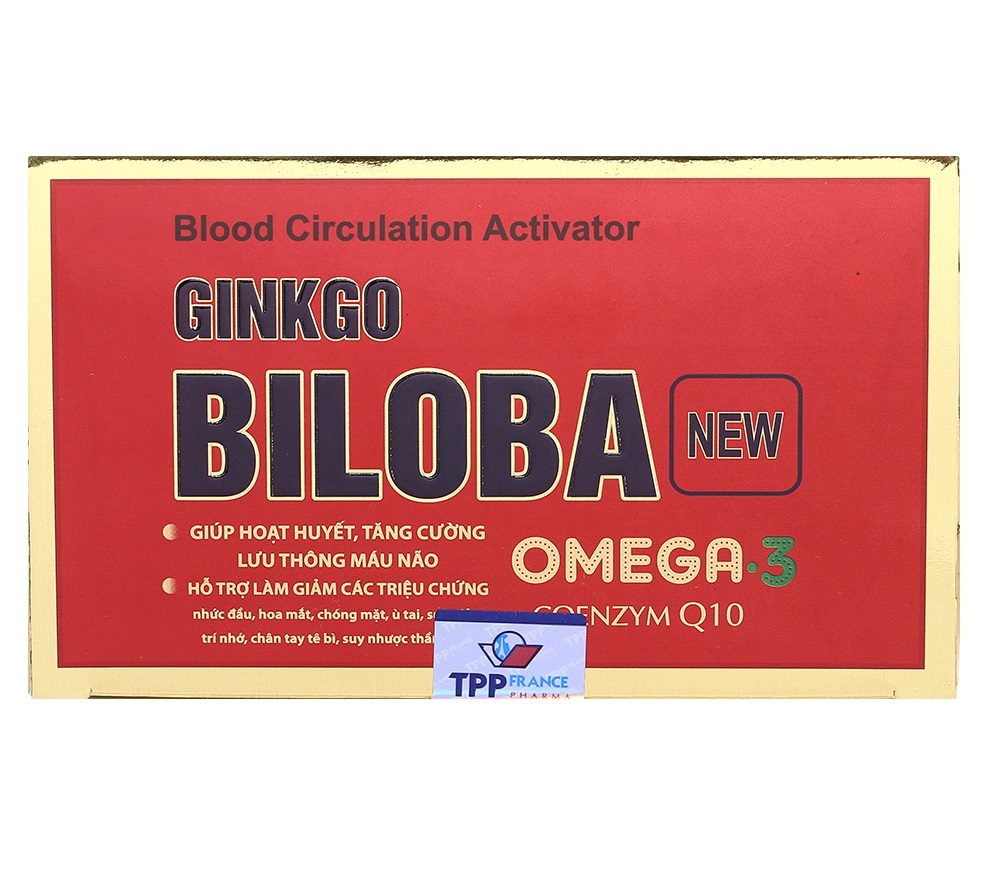 Blood Circulation Activator
GINKGO
BILOBA
NEW
GIÚP HOẠT HUYẾT, TĂNG CƯỜNG
LƯU THÔNG MÁU NÃO
HỖ TRỢ LÀM GIẢM CÁC TRIỆU CHỨNG
nhức đầu, hoa mắt, chóng mặt, ù tai,
trí nhớ, chân tay tê bì, suy nhược
OMEGA·3
COENZYM Q10
TPP FRANCE
PHARMA